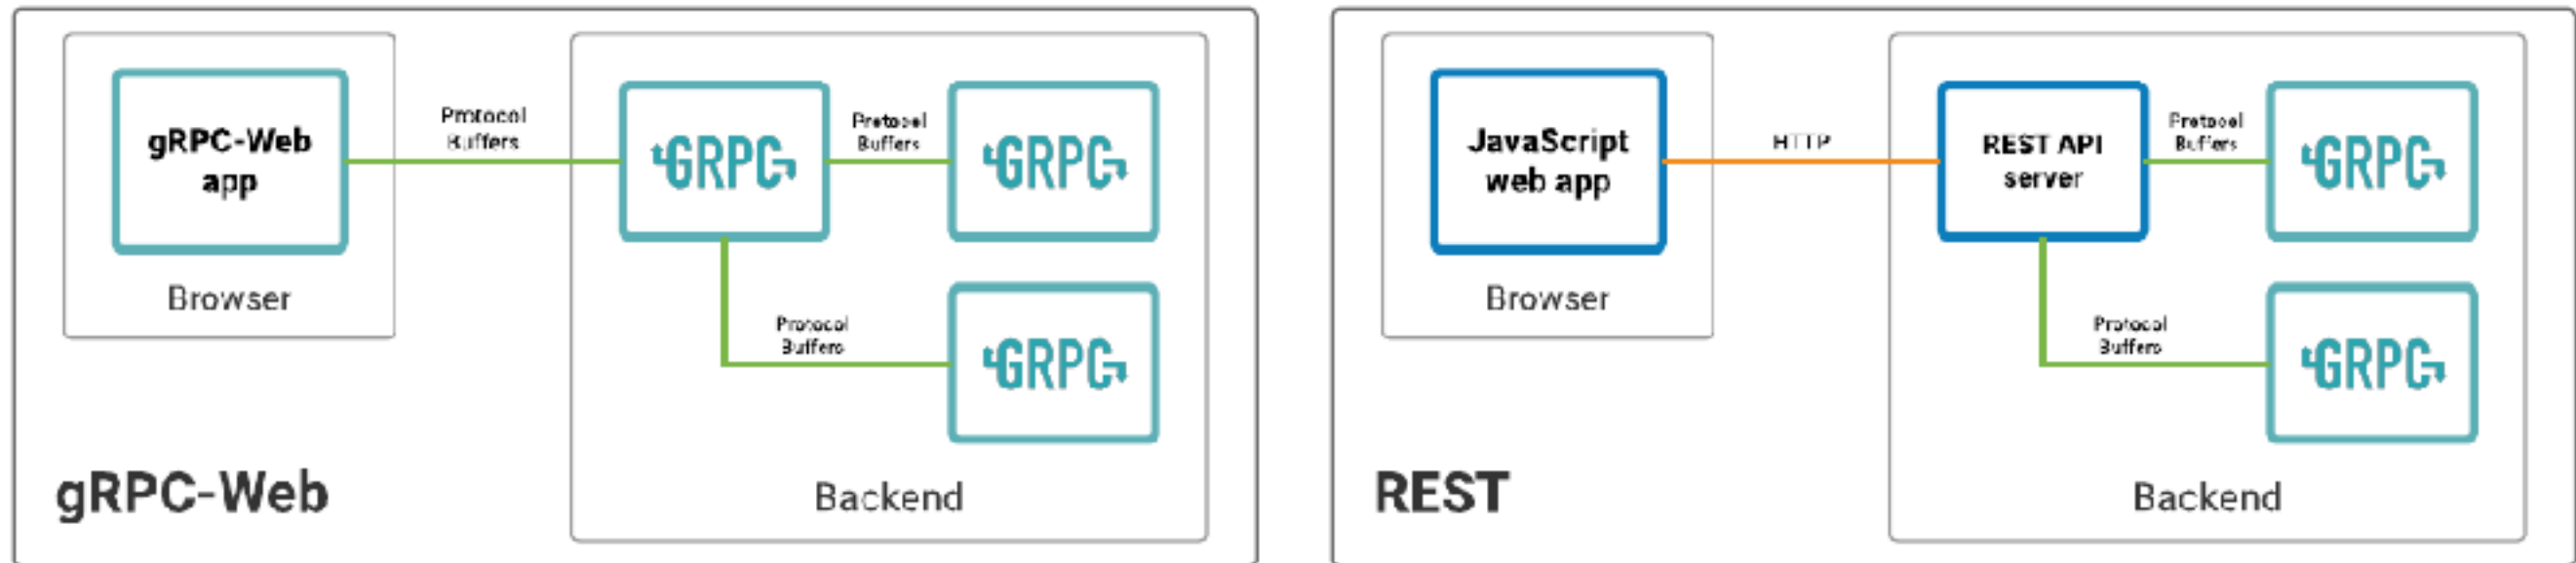 gRPC-Web
app
Browser
Protocol
Buffers
GRPC
Protocol
Buffers
GRPC
Protocol
Buffers
GRPC
gRPC-Web
Backend
JavaScript
web app
Browser
HTTP
REST API
server
Protocol
Buffers
GRPC
Protocol
Buffers
GRPC
REST
Backend